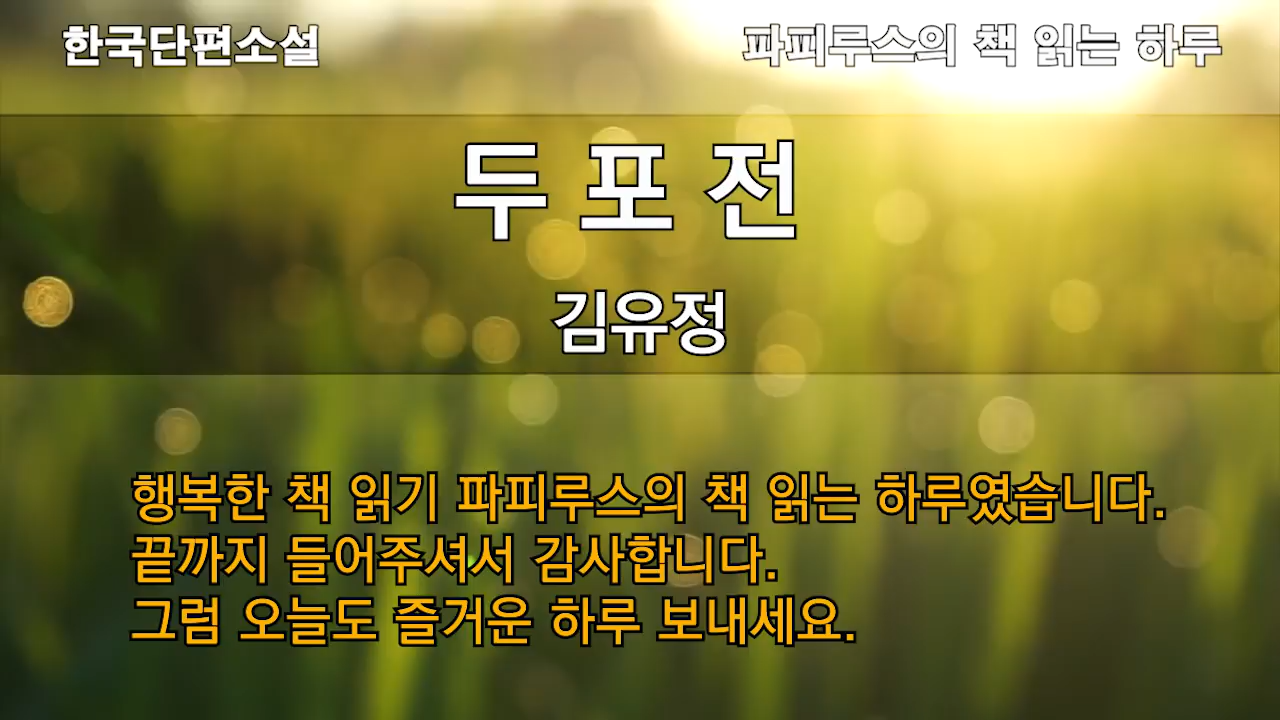 한국단편소설
파피루스의 책 읽는 하루
두 포 전
김유정
행복한 책 읽기 파피루스의 책 읽는 하루였습니다.
끝까지 들어주셔서 감사합니다.
그럼 오늘도 즐거운 하루 보내세요.